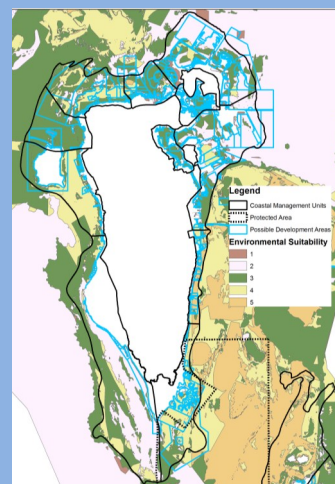 Legend
Coastal Management Units
Protected Area
Possible Development Areas
Environmental Suitability
1
2
3
4
5